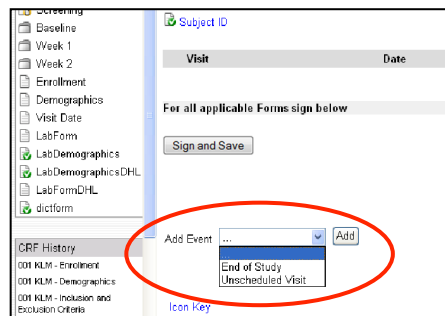 Screening
Baseline
Week 1
Week 2
Enrollment
Demographics
Visit Date
LabForm
LabDemographics
LabDemographicsDHL
LabFormDHL
dictform
CRF History
001 KLM - Enrollment
001 KLM - Demographics
001 KLM - Inclusion and
Exclusion Criteria
Subject ID
Visit Date
For all applicable Forms sign below
Sign and Save
Add Event ... Add
...
End of Study
Unscheduled Visit
Icon Key